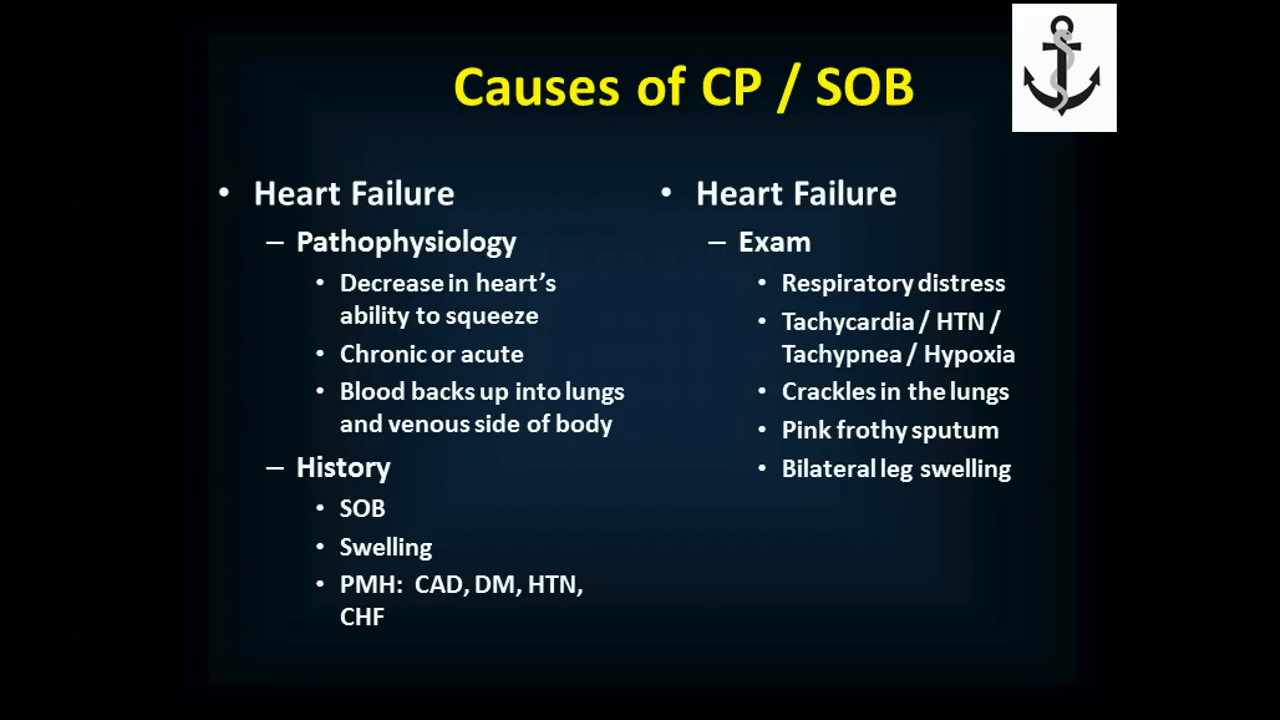 Causes of CP / SOB
• Heart Failure
– Pathophysiology
• Decrease in heart’s
ability to squeeze
• Chronic or acute
• Blood backs up into lungs
and venous side of body
– History
• SOB
• Swelling
• PMH: CAD, DM, HTN,
CHF
• Heart Failure
– Exam
• Respiratory distress
• Tachycardia / HTN /
Tachypnea / Hypoxia
• Crackles in the lungs
• Pink frothy sputum
• Bilateral leg swelling